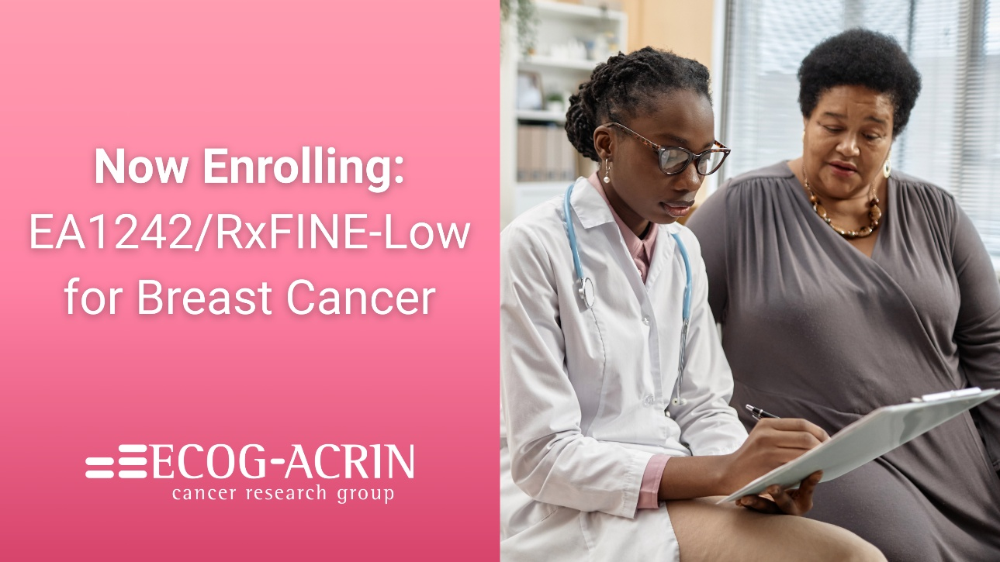 Now Enrolling:
EA1242/RxFINE-Low
for Breast Cancer
ECOG-ACRIN
cancer research group